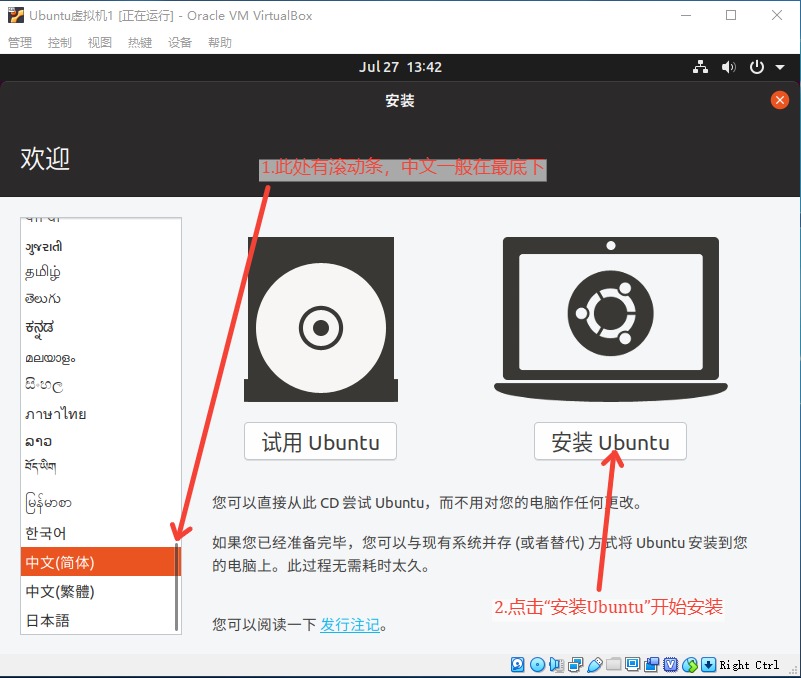 Ubuntu虚拟机1 [正在运行] - Oracle VM VirtualBox
管理 控制 视图 热键 设备 帮助
Jul 27 13:42
安装
欢迎
1.此处有滚动条，中文一般在最底下
ગુજરાતી
தமிழ்
తెలుగు
ಕನ್ನಡ
മലയാളം
සිංහල
ภาษาไทย
ລາວ
བོད་ཡིག
မြန်မာစာ
한국어
中文(简体)
中文(繁體)
日本語
试用 Ubuntu
安装 Ubuntu
您可以直接从此 CD 尝试 Ubuntu，而不用对您的电脑作任何更改。
如果您已经准备完毕，您可以与现有系统并存 (或者替代) 方式将 Ubuntu 安装到您
的电脑上。此过程无需耗时太久。
2.点击“安装Ubuntu”开始安装
您可以阅读一下 发行注记。
Right Ctrl